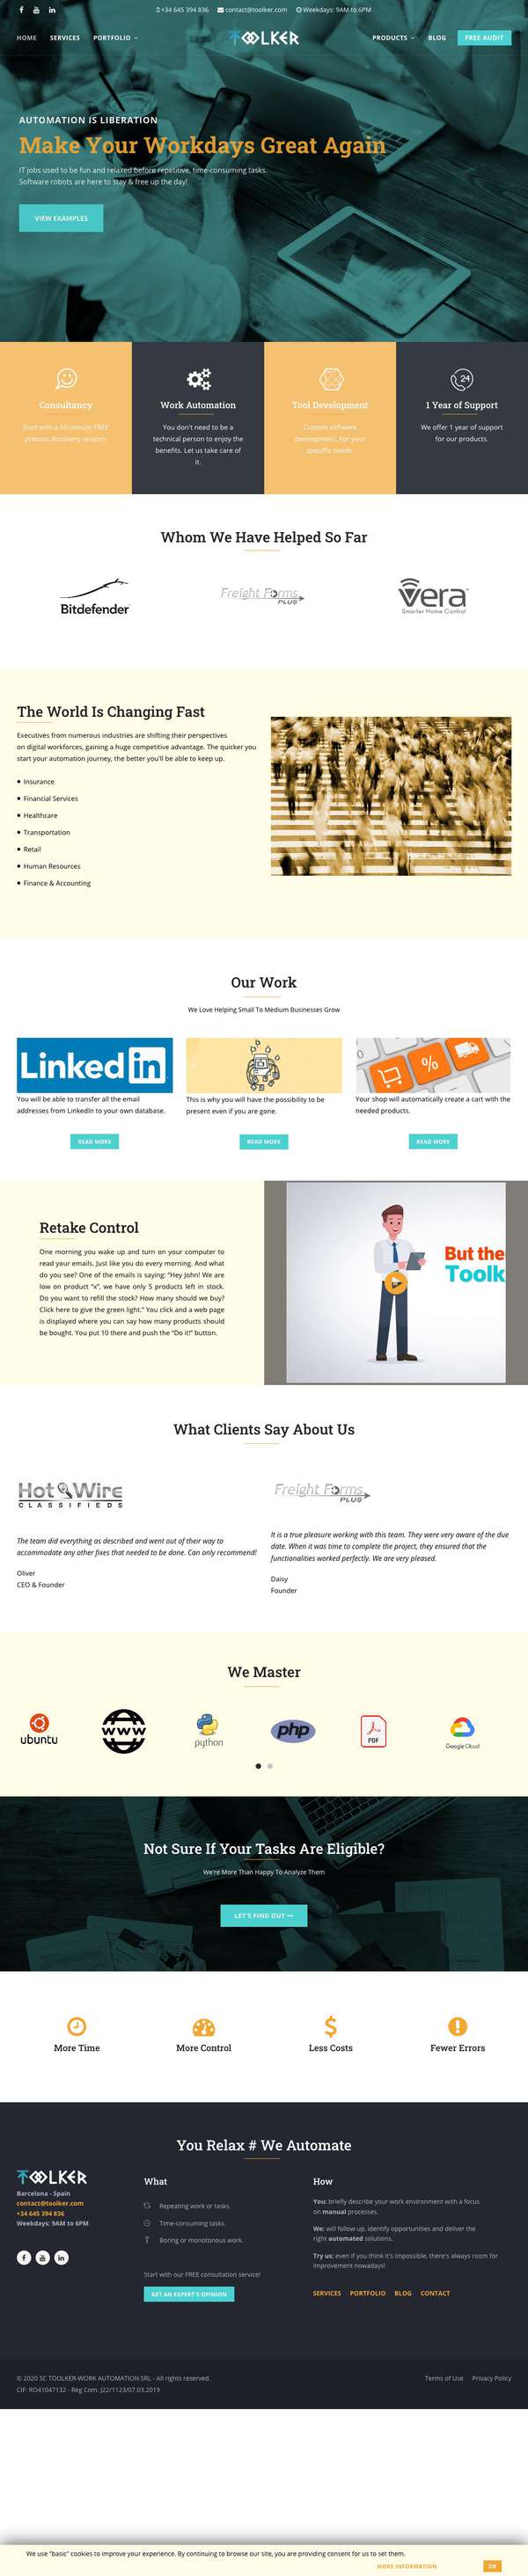 +34 645 394 836 contact@toolker.com Weekdays: 9AM to 6PM
HOME SERVICES PORTFOLIO TOOLKER PRODUCTS BLOG FREE AUDIT
AUTOMATION IS LIBERATION
Make Your Workdays Great Again
IT jobs used to be fun and relaxed before repetitive, time-consuming tasks.
Software robots are here to stay & free up the day!
VIEW EXAMPLES
Consultancy
Start with a 60-minute FREE
process discovery session.
Work Automation
You don't need to be a
technical person to enjoy the
benefits. Let us take care of
it.
Tool Development
Custom software
development. For your
specific needs.
24
1 Year of Support
We offer 1 year of support
for our products.
Whom We Have Helped So Far
Bitdefender
Freight Forms
PLUS
vera
Smarter Home Control
The World Is Changing Fast
Executives from numerous industries are shifting their perspectives
on digital workforces, gaining a huge competitive advantage. The quicker you
start your automation journey, the better you'll be able to keep up.
Insurance
Financial Services
Healthcare
Transportation
Retail
Human Resources
Finance & Accounting
Our Work
We Love Helping Small To Medium Businesses Grow
Linked in
You will be able to transfer all the email
addresses from LinkedIn to your own database.
READ MORE
This is why you will have the possibility to be
present even if you are gone.
READ MORE
%
Your shop will automatically create a cart with the
needed products.
READ MORE
Retake Control
One morning you wake up and turn on your computer to
read your emails. Just like you do every morning. And what
do you see? One of the emails is saying: "Hey John! We are
low on product "x", we have only 5 products left in stock.
Do you want to refill the stock? How many should we buy?
Click here to give the green light." You click and a web page
is displayed where you can say how many products should
be bought. You put 10 there and push the "Do it!" button.
But the
Toolk
What Clients Say About Us
Hot Wire
CLASSIFIEDS
The team did everything as described and went out of their way to
accommodate any other fixes that needed to be done. Can only recommend!
Oliver
CEO & Founder
Freight Forms
PLUS
It is a true pleasure working with this team. They were very aware of the due
date. When it was time to complete the project, they ensured that the
functionalities worked perfectly. We are very pleased.
Daisy
Founder
We Master
ubuntu
WWW
python
php
PDF
Google Cloud
Not Sure If Your Tasks Are Eligible?
We're More Than Happy To Analyze Them
LET'S FIND OUT
More Time
More Control
Less Costs
Fewer Errors
You Relax # We Automate
TOOLKER
Barcelona - Spain
contact@toolker.com
+34 645 394 836
Weekdays: 9AM to 6PM
What
Repeating work or tasks.
Time-consuming tasks.
Boring or monotonous work.
Start with our FREE consultation service!
GET AN EXPERT'S OPINION
How
You: briefly describe your work environment with a focus
on manual processes.
We: will follow up, identify opportunities and deliver the
right automated solutions.
Try us: even if you think it's impossible, there's always room for
improvement nowadays!
SERVICES PORTFOLIO BLOG CONTACT
© 2020 SC TOOLKER-WORK AUTOMATION SRL - All rights reserved.
CIF: RO41047132 - Reg Com. J22/1123/07.03.2019
Terms of Use Privacy Policy
We use "basic" cookies to improve your experience. By continuing to browse our site, you are providing consent for us to set them.
MORE INFORMATION
OK